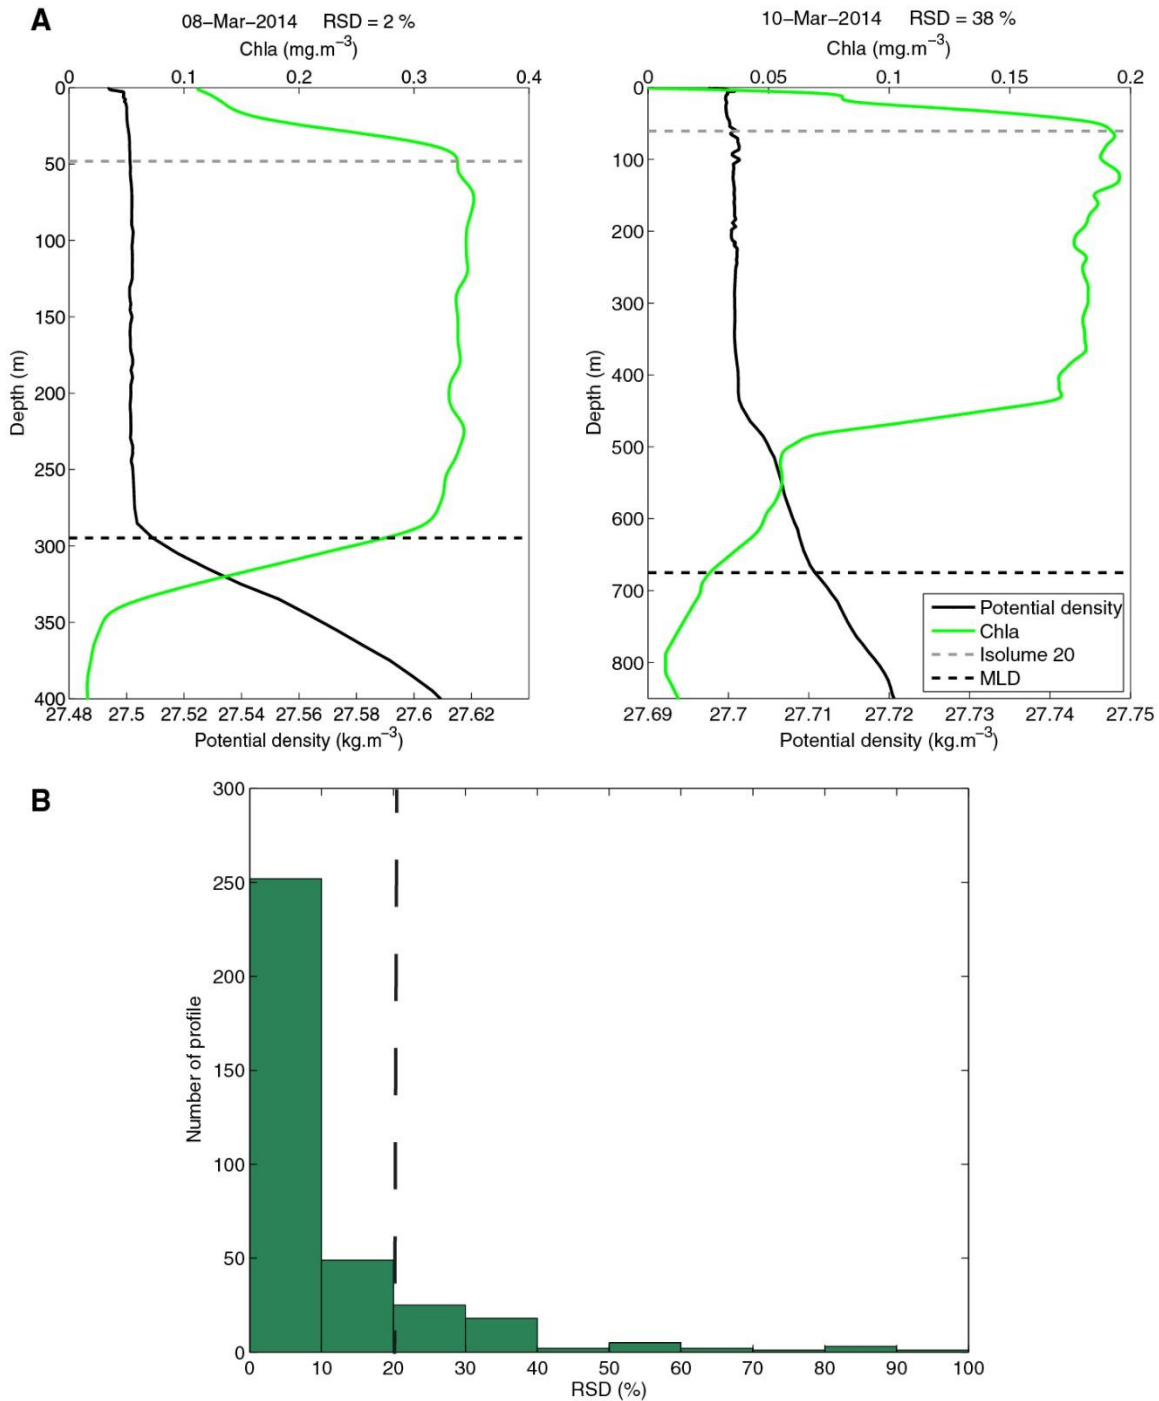 A
08–Mar–2014 RSD = 2 %
Chla (mg.m−3)
0 0.1 0.2 0.3 0.4
0
50
100
150
200
250
300
350
400
Depth (m)
27.48 27.5 27.52 27.54 27.56 27.58 27.6 27.62
Potential density (kg.m−3)
10–Mar–2014 RSD = 38 %
Chla (mg.m−3)
0 0.05 0.1 0.15 0.2
0
100
200
300
400
500
600
700
800
Depth (m)
Potential density
Chla
Isolume 20
MLD
27.69 27.7 27.71 27.72 27.73 27.74 27.75
Potential density (kg.m−3)
B
300
250
200
150
100
50
0
Number of profile
0 10 20 30 40 50 60 70 80 90 100
RSD (%)